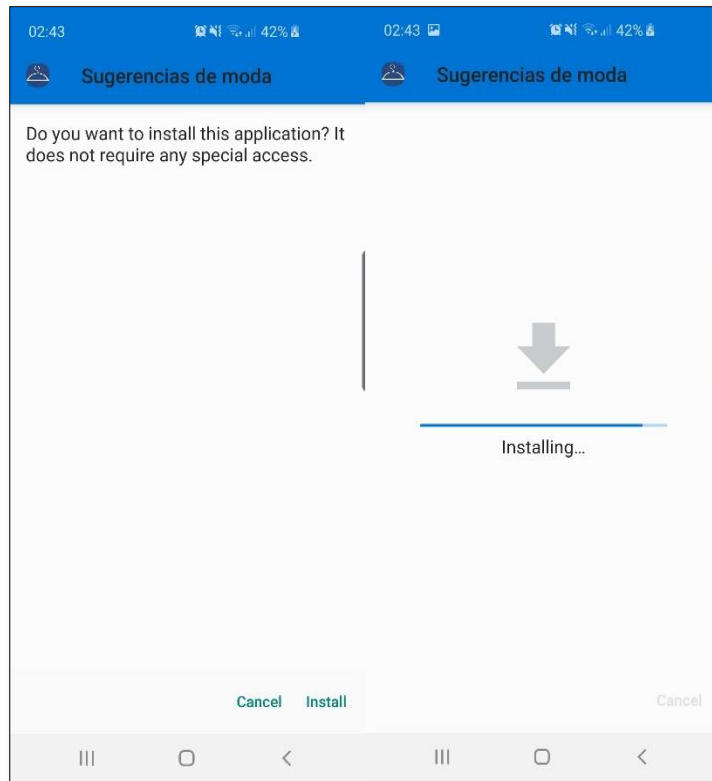 02:43
42%
Sugerencias de moda
Do you want to install this application? It
does not require any special access.
Cancel Install
02:43
42%
Sugerencias de moda
Installing...
Cancel